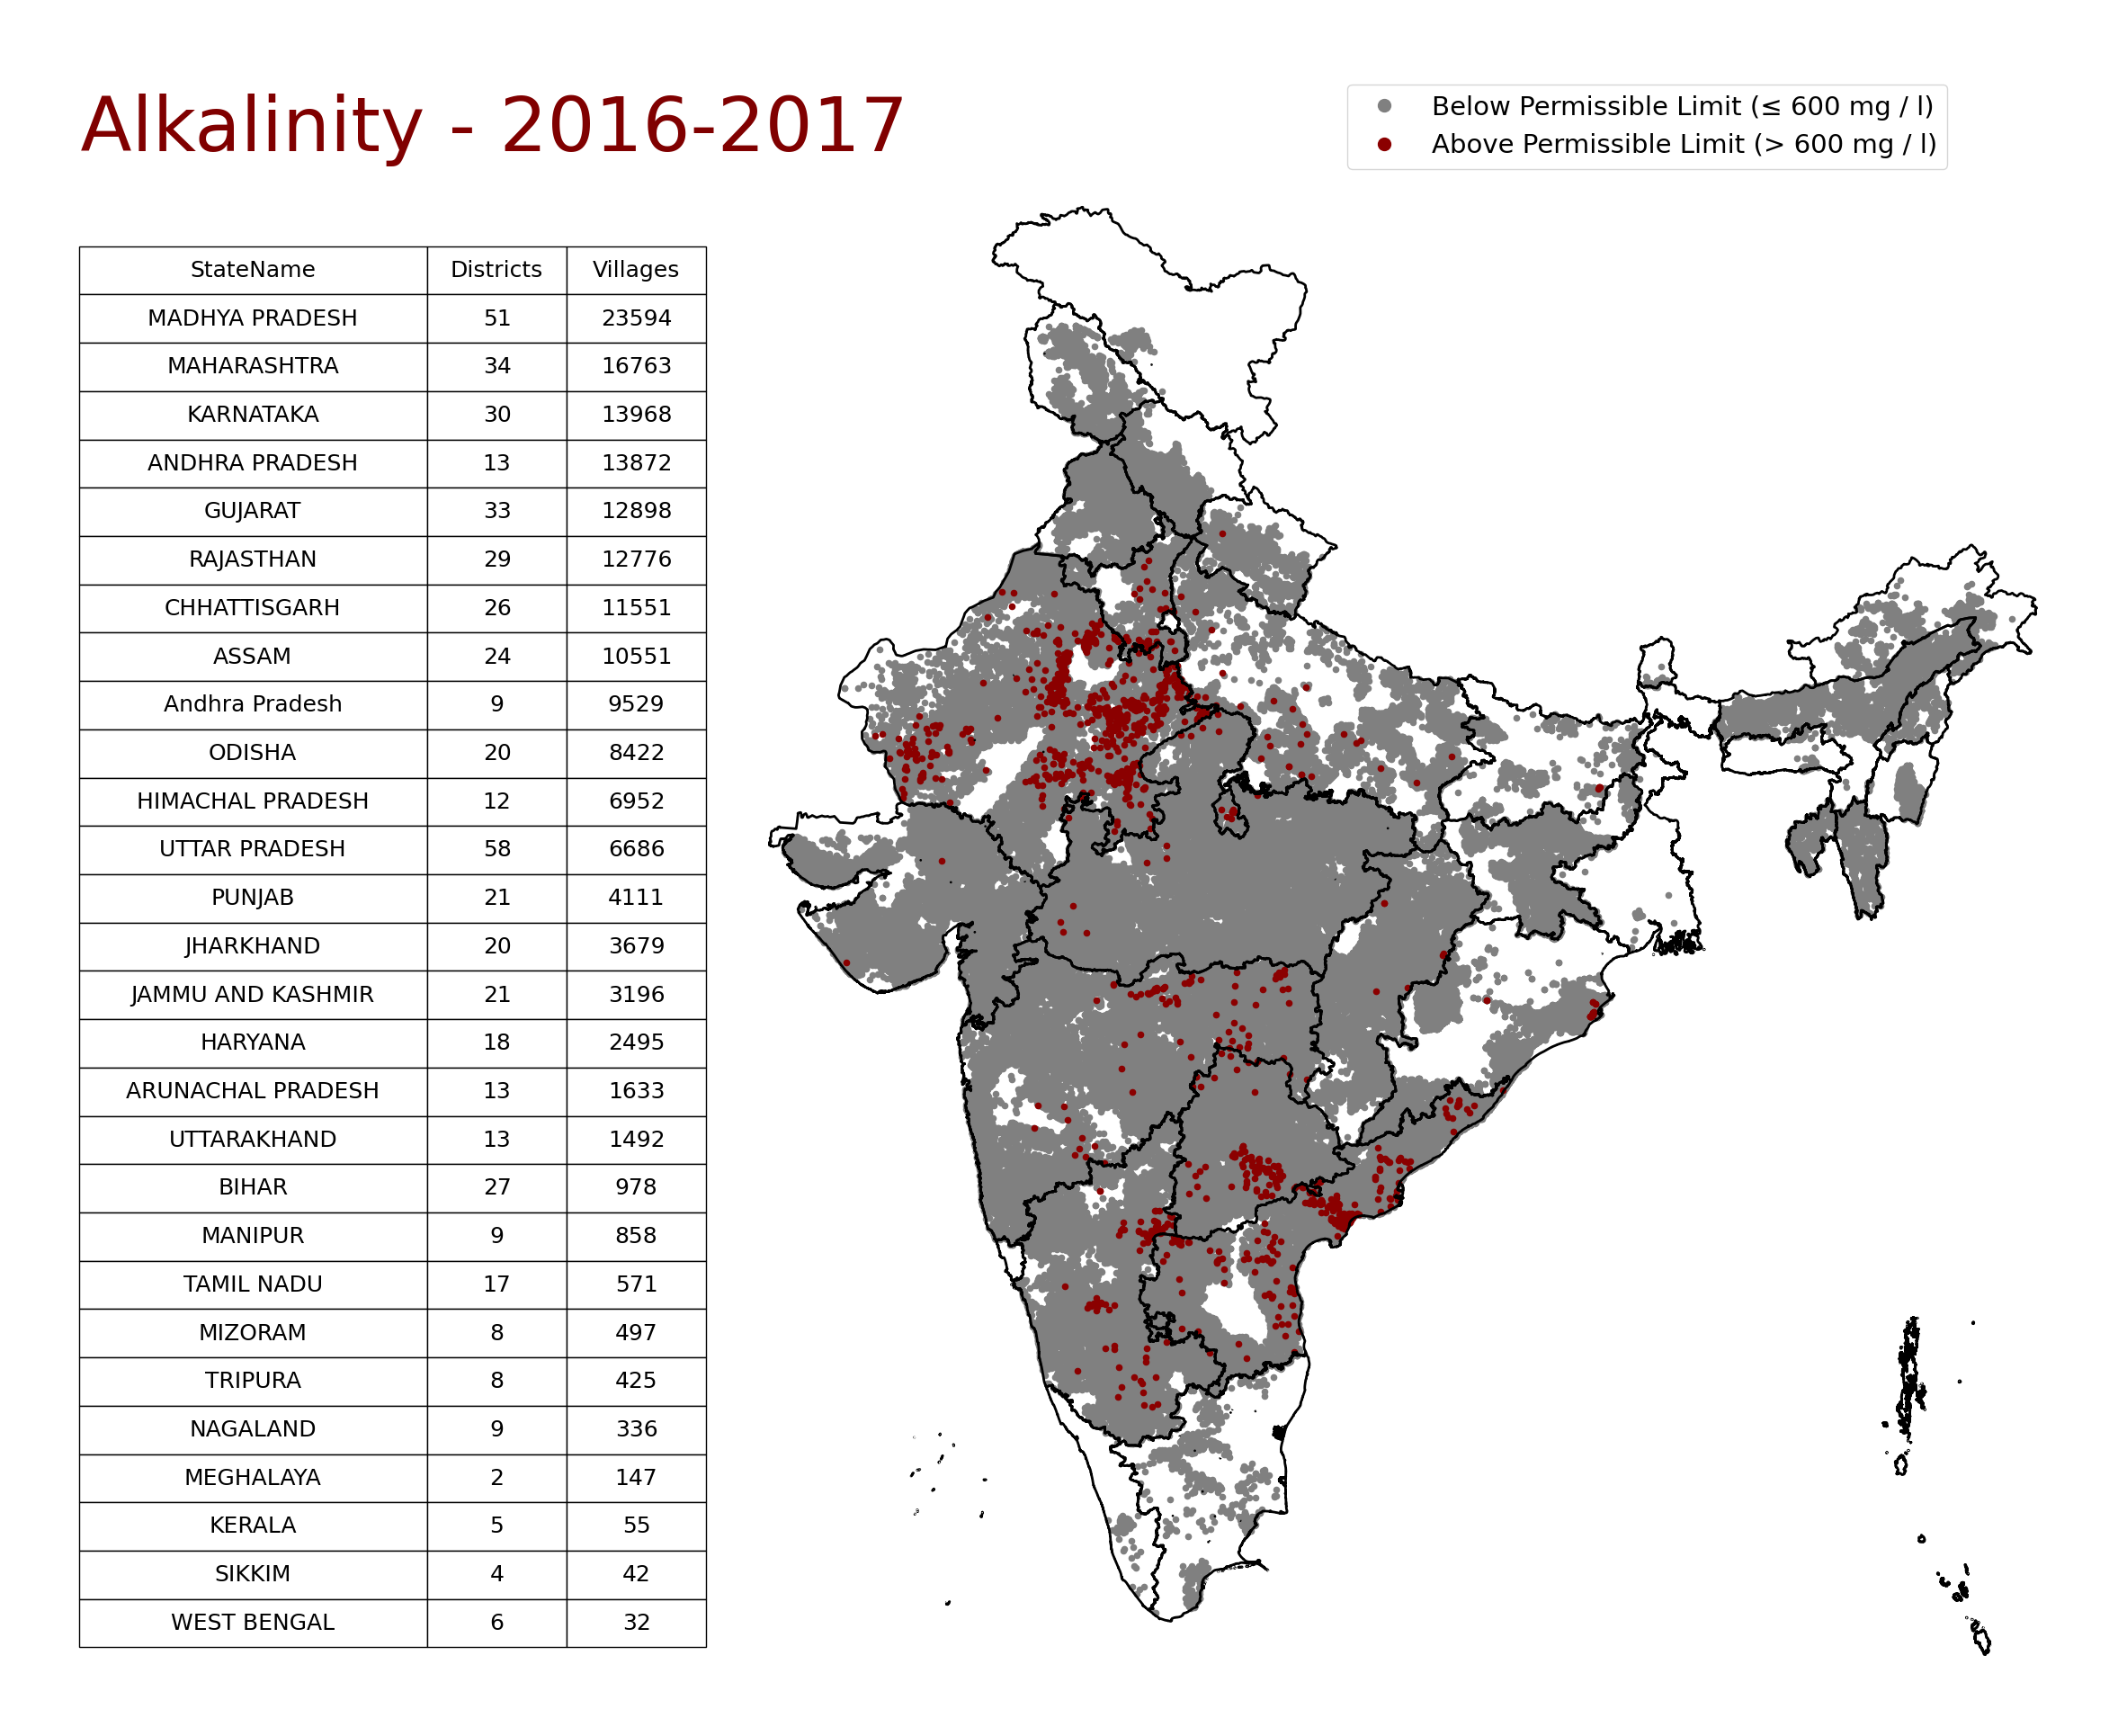 Alkalinity - 2016-2017
Below Permissible Limit (≤ 600 mg / l)
Above Permissible Limit (> 600 mg / l)
StateName Districts Villages
MADHYA PRADESH 51 23594
MAHARASHTRA 34 16763
KARNATAKA 30 13968
ANDHRA PRADESH 13 13872
GUJARAT 33 12898
RAJASTHAN 29 12776
CHHATTISGARH 26 11551
ASSAM 24 10551
Andhra Pradesh 9 9529
ODISHA 20 8422
HIMACHAL PRADESH 12 6952
UTTAR PRADESH 58 6686
PUNJAB 21 4111
JHARKHAND 20 3679
JAMMU AND KASHMIR 21 3196
HARYANA 18 2495
ARUNACHAL PRADESH 13 1633
UTTARAKHAND 13 1492
BIHAR 27 978
MANIPUR 9 858
TAMIL NADU 17 571
MIZORAM 8 497
TRIPURA 8 425
NAGALAND 9 336
MEGHALAYA 2 147
KERALA 5 55
SIKKIM 4 42
WEST BENGAL 6 32